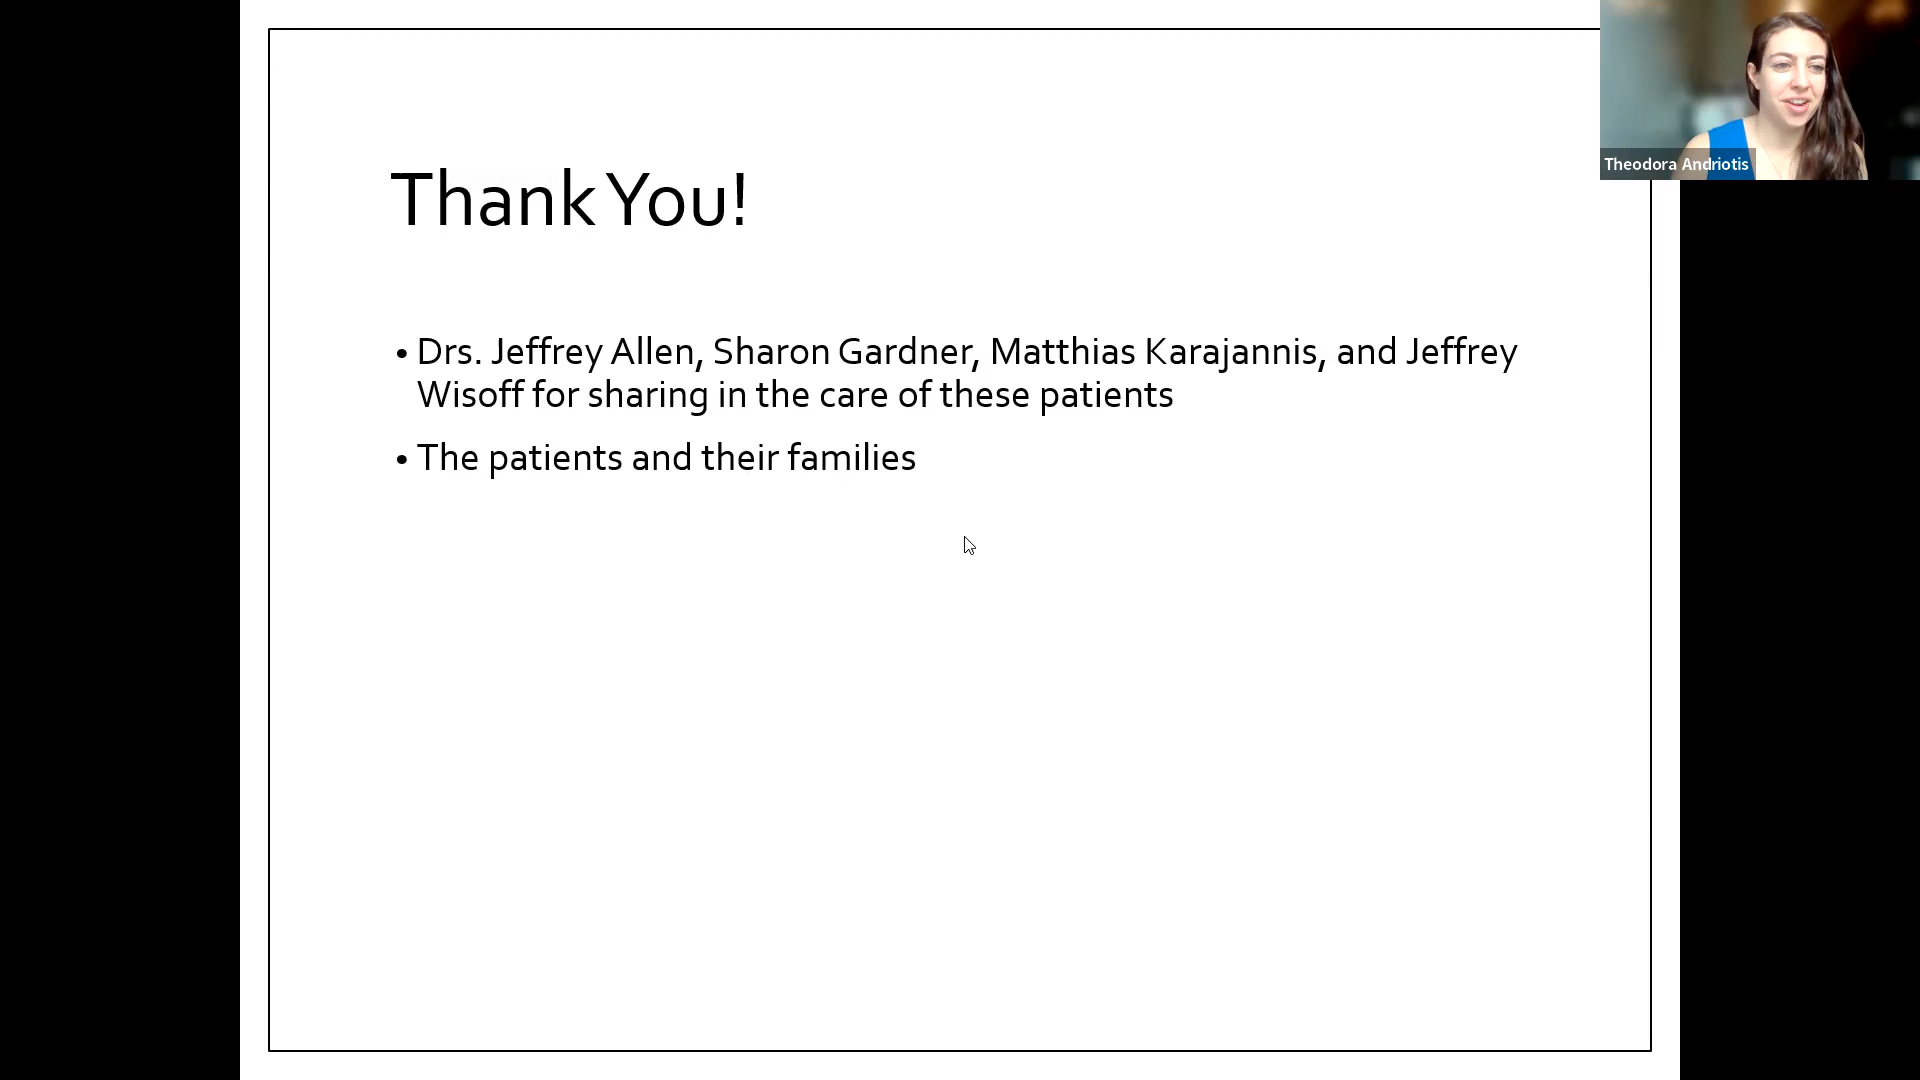 Thank You!
• Drs. Jeffrey Allen, Sharon Gardner, Matthias Karajannis, and Jeffrey
Wisoff for sharing in the care of these patients
• The patients and their families
Theodora Andriotis